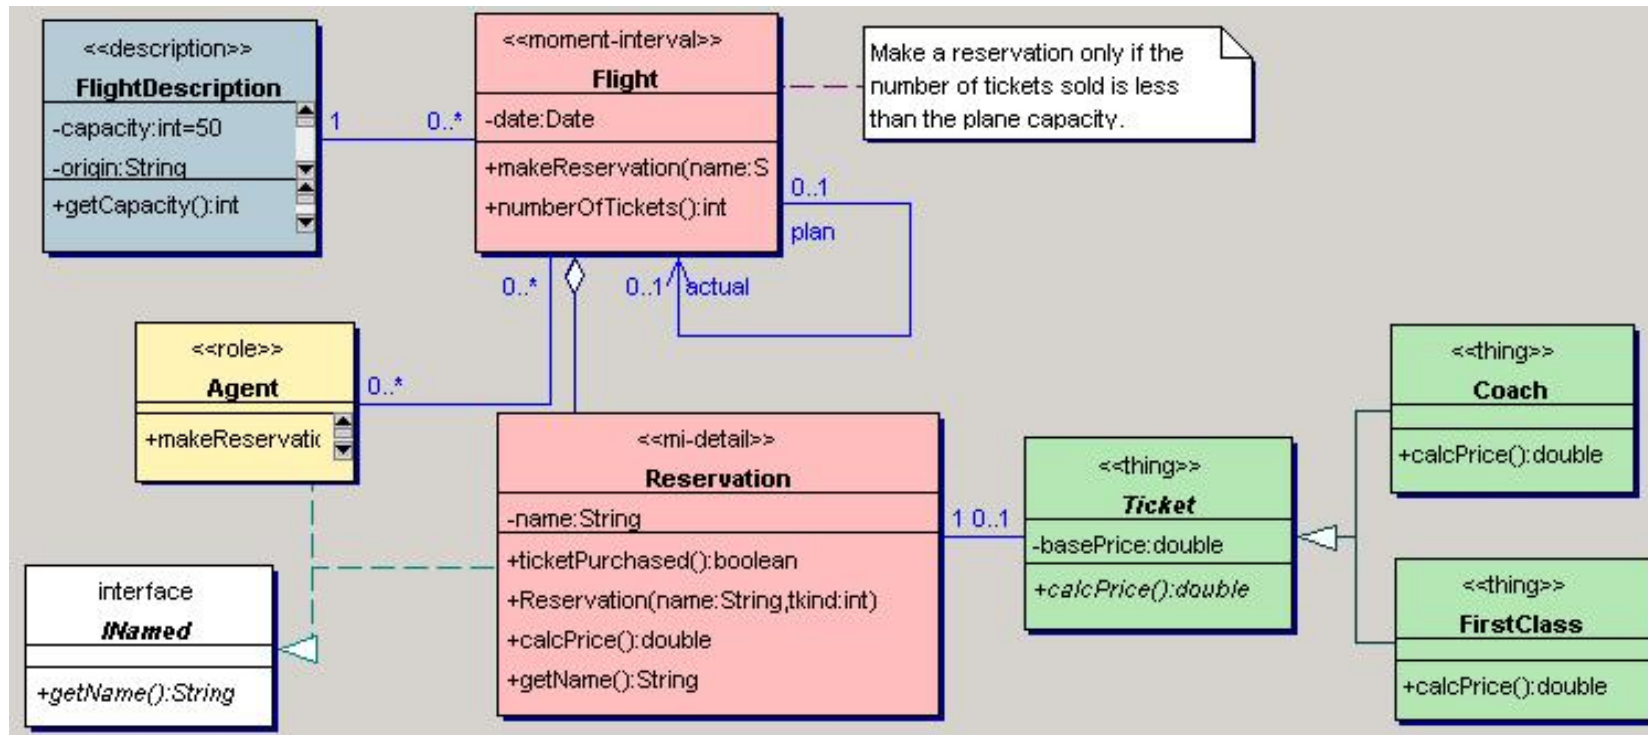 <<description>>
FlightDescription
-capacity:int=50
-origin:String
+getCapacity():int
1
0..*
<<moment-interval>>
Flight
-date:Date
+makeReservation(name:S
+numberOfTickets():int
Make a reservation only if the
number of tickets sold is less
than the plane capacity.
0..1
plan
0..*
0..1
actual
<<role>>
Agent
+makeReservatic
0..*
<<mi-detail>>
Reservation
-name:String
+ticketPurchased():boolean
+Reservation(name:String,tkind:int)
+calcPrice():double
+getName():String
interface
INamed
+getName():String
1 0..1
<<thing>>
Ticket
-basePrice:double
+calcPrice():double
<<thing>>
Coach
+calcPrice():double
<<thing>>
FirstClass
+calcPrice():double